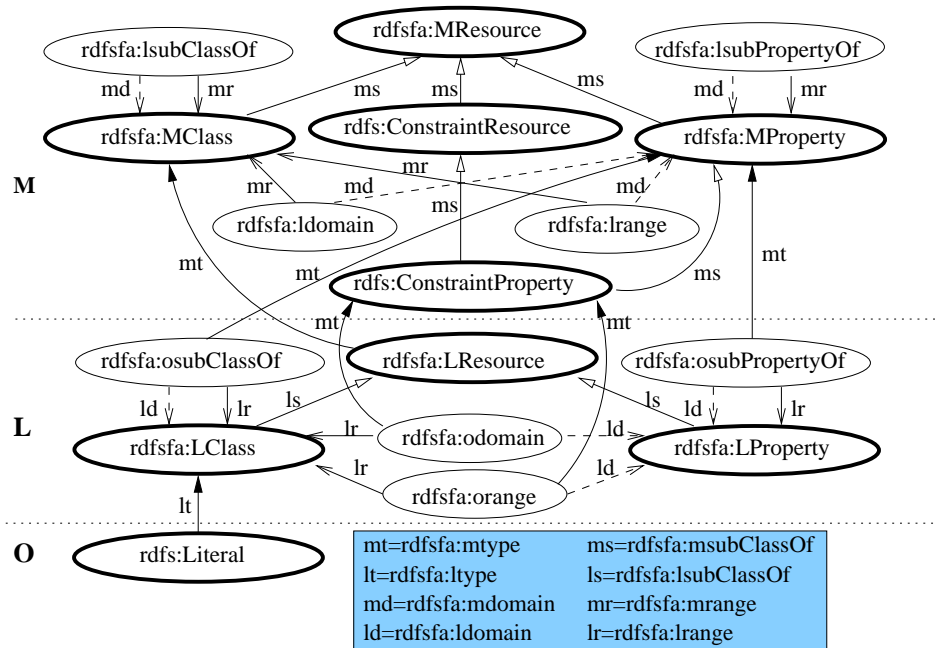 rdfsfa:MResource
rdfsfa:lsubClassOf
rdfsfa:lsubPropertyOf
md
mr
ms
ms
ms
md
mr
rdfsfa:MClass
rdfs:ConstraintResource
rdfsfa:MProperty
M
mr
md
mr
md
rdfsfa:ldomain
ms
rdfsfa:lrange
mt
mt
rdfs:ConstraintProperty
ms
mt
mt
mt
rdfsfa:osubClassOf
rdfsfa:LResource
rdfsfa:osubPropertyOf
ld
lr
ls
ls
ld
lr
L
rdfsfa:LClass
lr
rdfsfa:odomain
ld
rdfsfa:LProperty
lr
rdfsfa:orange
ld
lt
O
rdfs:Literal
mt=rdfsfa:mtype ms=rdfsfa:msubClassOf
lt=rdfsfa:ltype ls=rdfsfa:lsubClassOf
md=rdfsfa:mdomain mr=rdfsfa:mrange
ld=rdfsfa:ldomain lr=rdfsfa:lrange